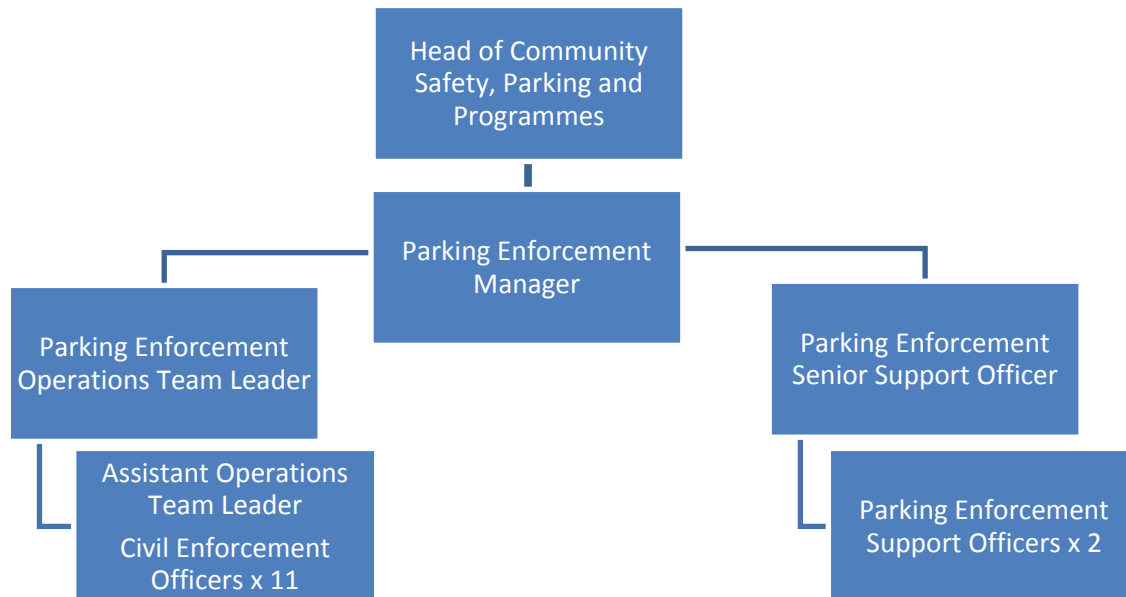 Head of Community
Safety, Parking and
Programmes
Parking Enforcement
Manager
Parking Enforcement
Operations Team Leader
Parking Enforcement
Senior Support Officer
Assistant Operations
Team Leader
Civil Enforcement
Officers x 11
Parking Enforcement
Support Officers x 2